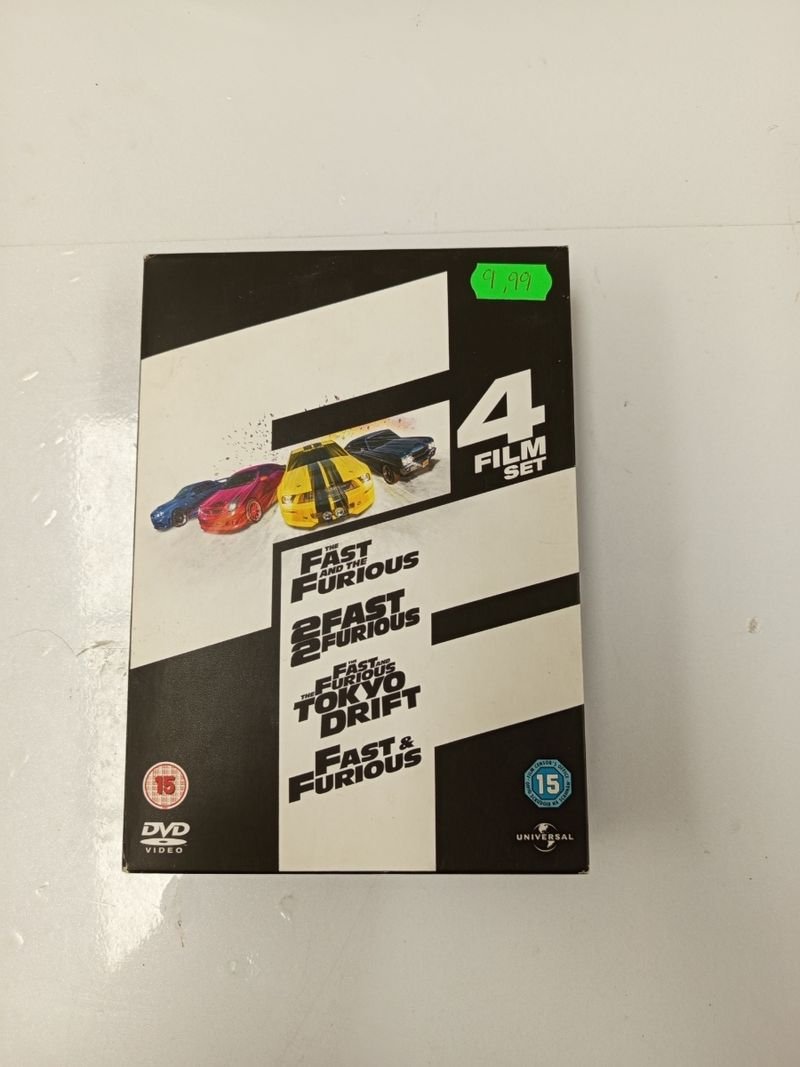 9,99
4
FILM
SET
THE
FAST
AND THE
FURIOUS
2FAST
2FURIOUS
THE FAST AND
THE FURIOUS
TOKYO
DRIFT
FAST &
FURIOUS
15
15
DVD
VIDEO
UNIVERSAL